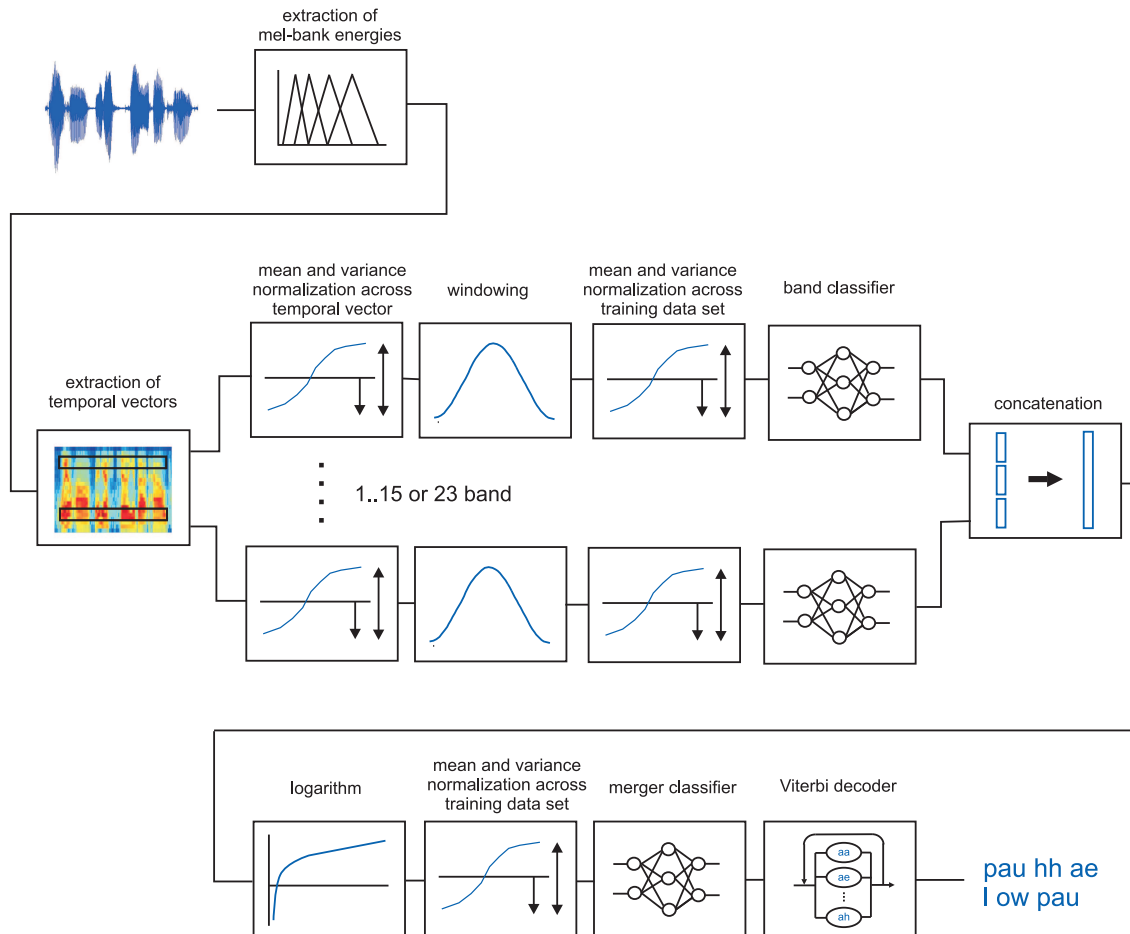 extraction of
mel-bank energies
mean and variance
normalization across
temporal vector
windowing
mean and variance
normalization across
training data set
band classifier
extraction of
temporal vectors
concatenation
1..15 or 23 band
logarithm
mean and variance
normalization across
training data set
merger classifier
Viterbi decoder
aa
ae
ah
pau hh ae
l ow pau